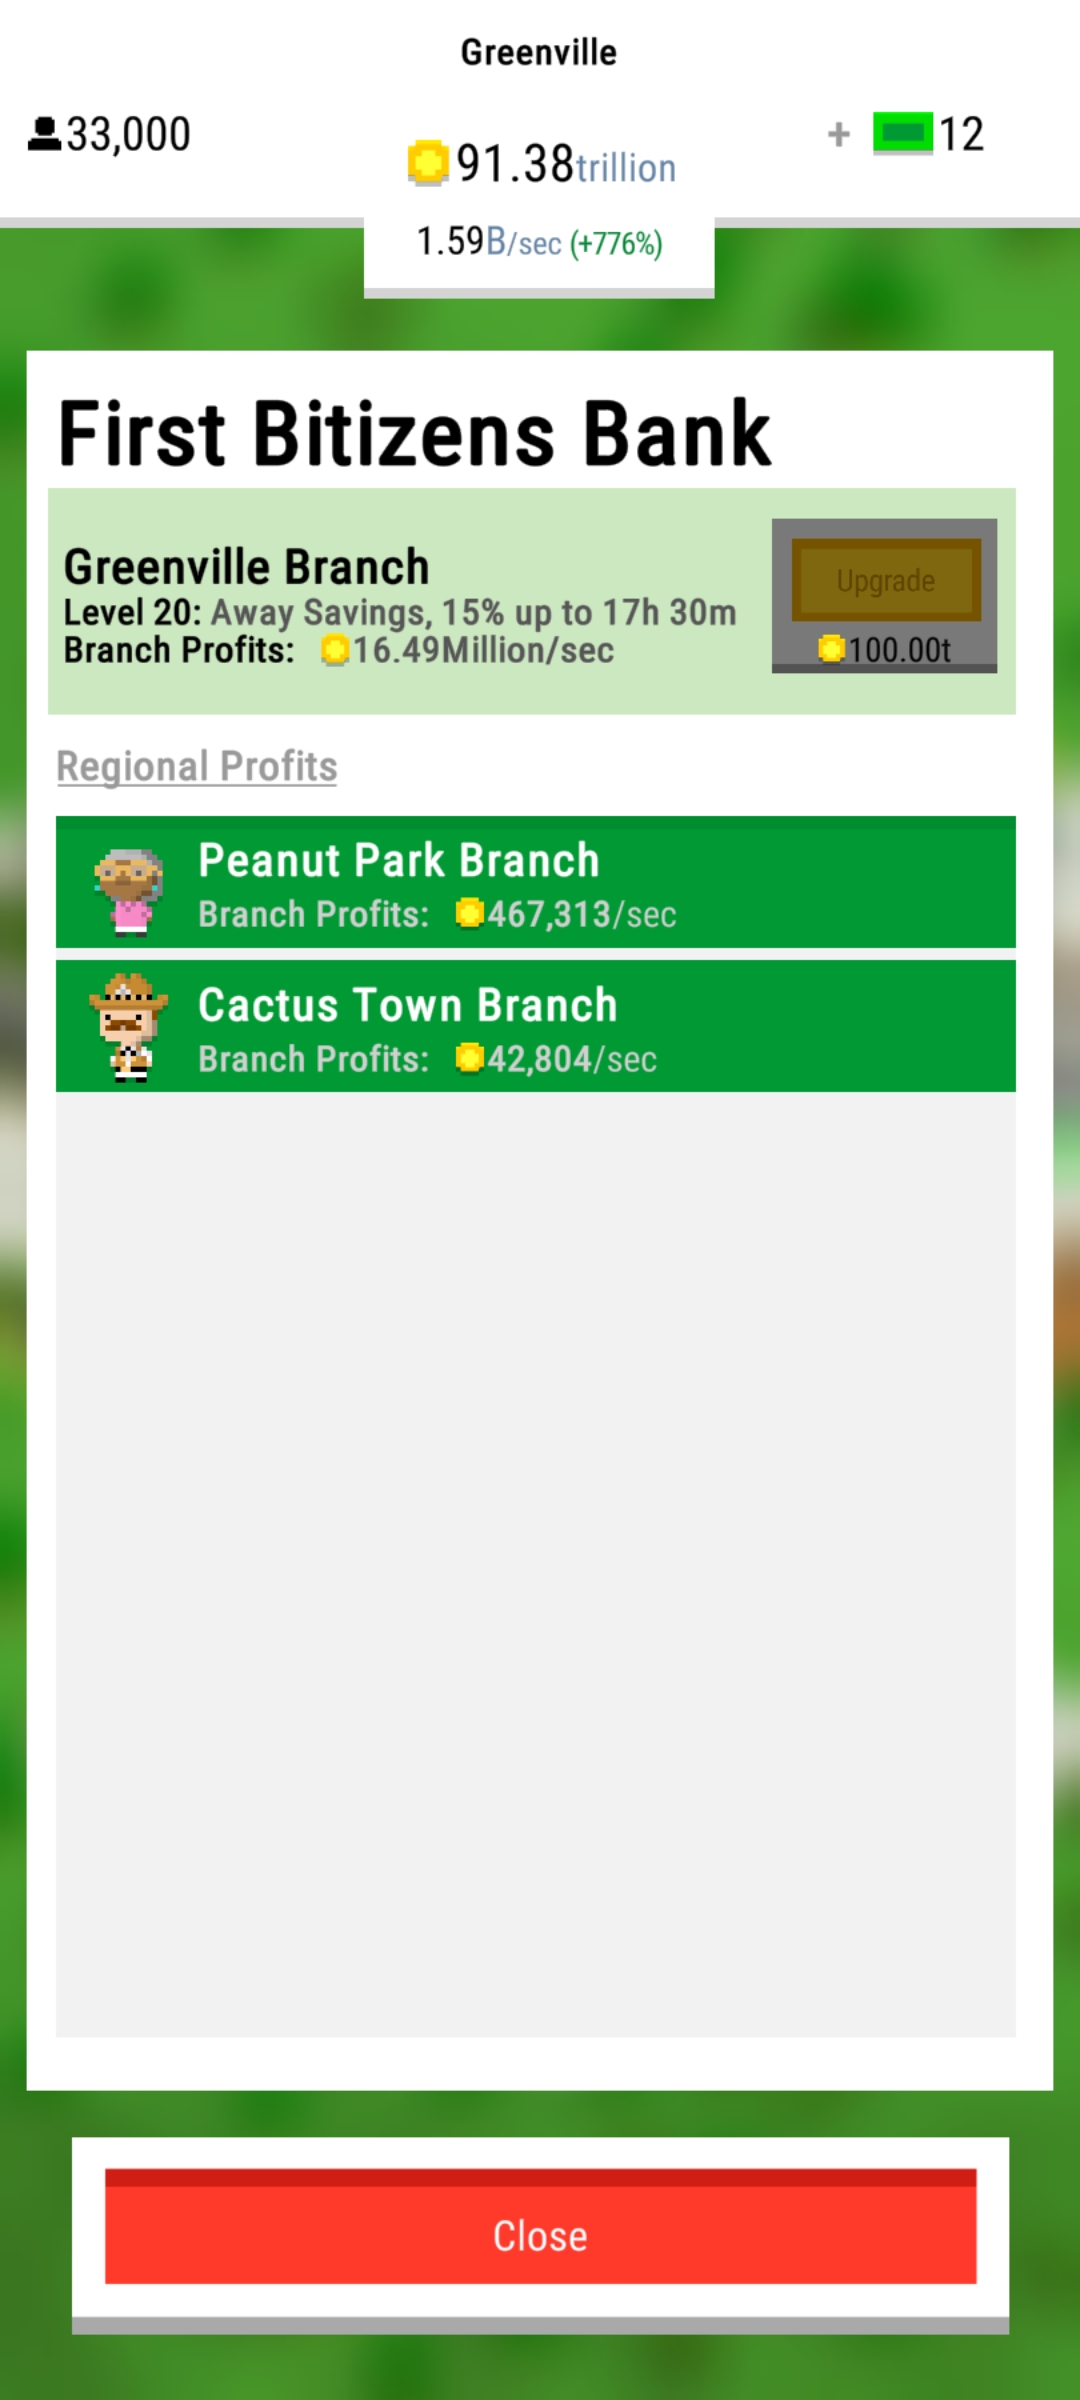 Greenville
33,000
91.38trillion
+ 12
1.59B/sec (+776%)
First Bitizens Bank
Greenville Branch
Level 20: Away Savings, 15% up to 17h 30m
Branch Profits: 16.49Million/sec
Upgrade
100.00t
Regional Profits
Peanut Park Branch
Branch Profits: 467,313/sec
Cactus Town Branch
Branch Profits: 42,804/sec
Close